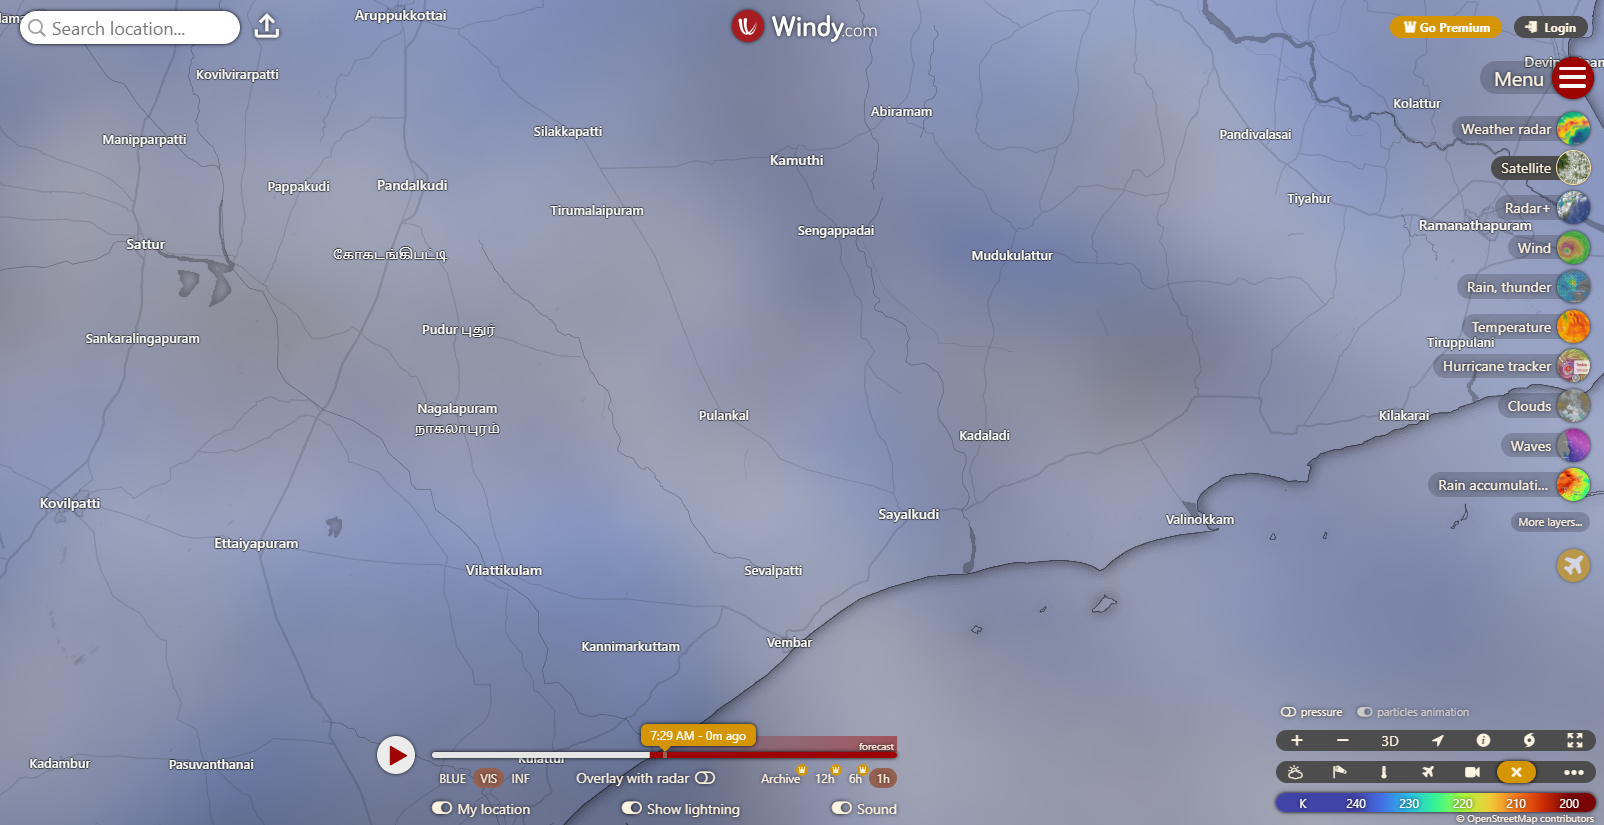 Aruppukkottai
Search location...
Windy.com
Go Premium
Login
Menu
Kovilvirarpatti
Kolattur
Abiramam
Weather radar
Silakkapatti
Pandivalasai
Manipparpatti
Kamuthi
Satellite
Pappakudi
Pandalkudi
Tiyahur
Radar+
Tirumalaipuram
Ramanathapuram
Sengappadai
Sattur
Wind
கோகடங்கிபட்டி
Mudukulattur
Rain, thunder
Pudur புதுர்
Temperature
Sankaralingapuram
Tiruppulani
Hurricane tracker
Nagalapuram
நாகலாபுரம்
Clouds
Pulankal
Kilakarai
Kadaladi
Waves
Rain accumulati...
Kovilpatti
Sayalkudi
Valinokkam
More layers...
Ettaiyapuram
Vilattikulam
Sevalpatti
Kannimarkuttam
Vembar
pressure
particles animation
7:29 AM - 0m ago
forecast
3D
Kadambur
Pasuvanthanai
Kulattur
BLUE VIS INF
Overlay with radar
Archive 12h 6h 1h
My location
Show lightning
Sound
K 240 230 220 210 200
© OpenStreetMap contributors